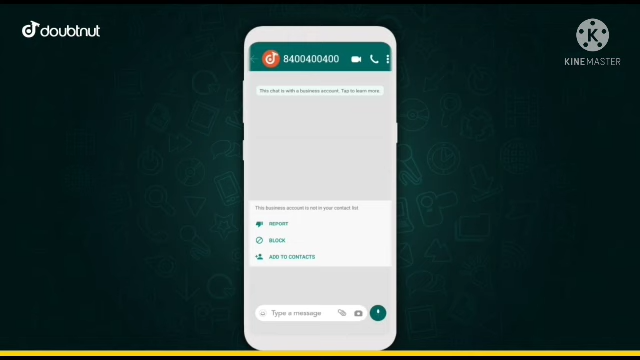 doubtnut
K
KINEMASTER
8400400400
This chat is with a business account. Tap to learn more.
This business account is not in your contact list
REPORT
BLOCK
ADD TO CONTACTS
Type a message